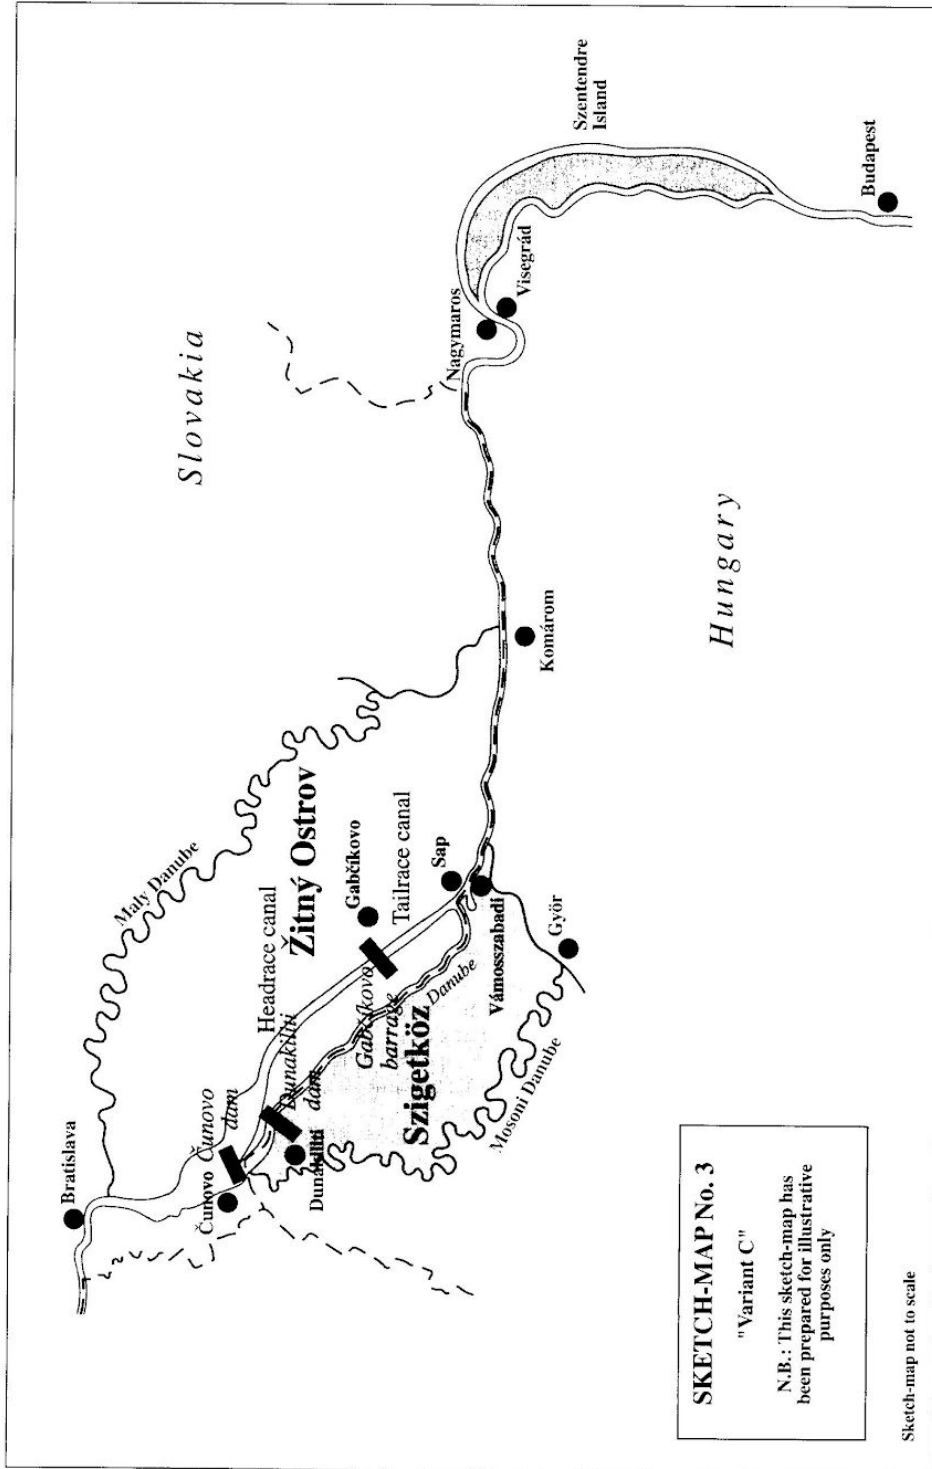 Slovakia
Hungary
Bratislava
Maly Danube
Čunovo
Čunovo
dam
Headrace canal
Dunakiliti
dam
Dunakiliti
Žitný Ostrov
Gabčíkovo
Gabčíkovo
barrage
Tailrace canal
Szigetköz
Danube
Sap
Vámosszabadi
Mosoni Danube
Györ
Komárom
Nagymaros
Visegrád
Szentendre
Island
Budapest
SKETCH-MAP No. 3
"Variant C"
N.B.: This sketch-map has
been prepared for illustrative
purposes only
Sketch-map not to scale